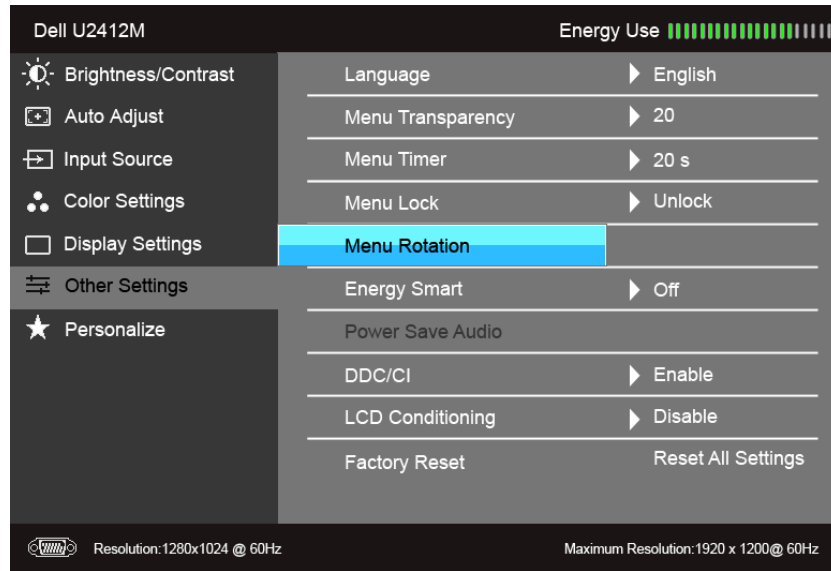 Dell U2412M Energy Use
Brightness/Contrast Language English
Auto Adjust Menu Transparency 20
Input Source Menu Timer 20 s
Color Settings Menu Lock Unlock
Display Settings Menu Rotation
Other Settings Energy Smart Off
Personalize Power Save Audio
DDC/CI Enable
LCD Conditioning Disable
Factory Reset Reset All Settings
Resolution:1280x1024 @ 60Hz Maximum Resolution:1920 x 1200@ 60Hz